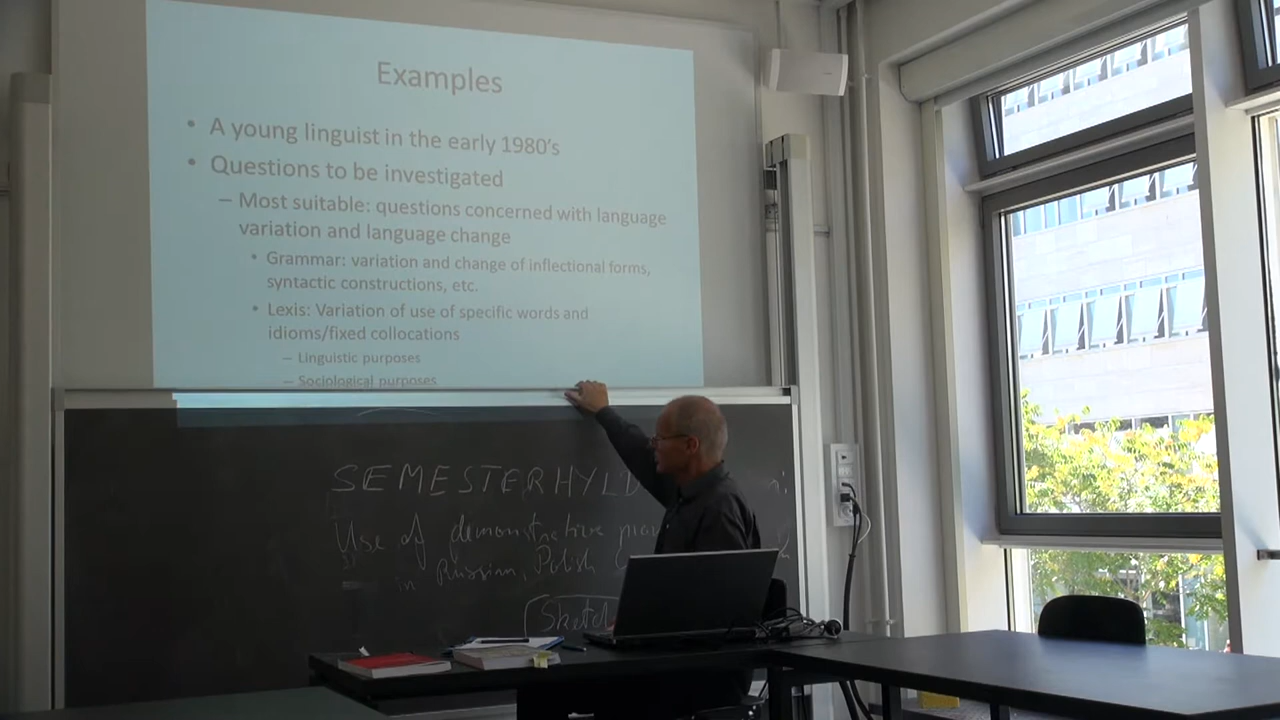 Examples
• A young linguist in the early 1980's
• Questions to be investigated
– Most suitable: questions concerned with language
variation and language change
• Grammar: variation and change of inflectional forms,
syntactic constructions, etc.
• Lexis: Variation of use of specific words and
idioms/fixed collocations
– Linguistic purposes
– Sociological purposes
SEMESTERHYL
Use of demonstrative
in Russian, Polish
Sketch